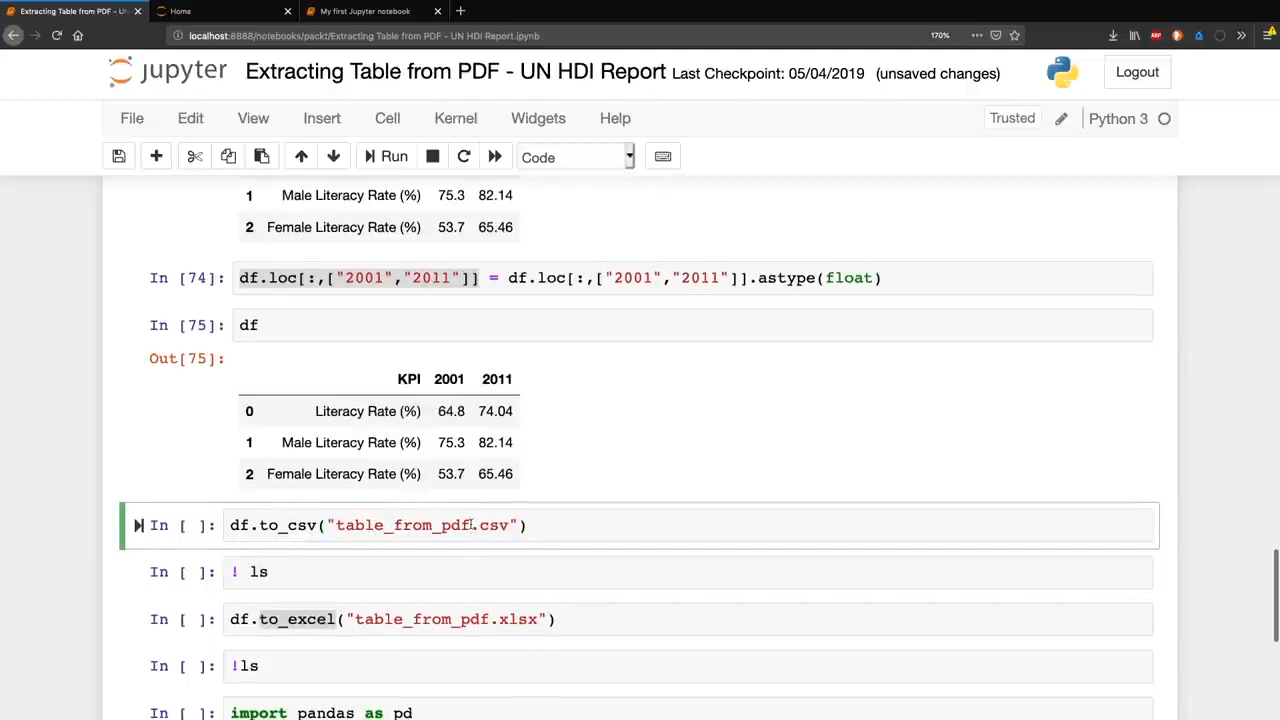 Extracting Table from PDF - UN
Home
My first Jupyter notebook
localhost:8888/notebooks/packt/Extracting Table from PDF - UN HDI Report.ipynb
170%
jupyter Extracting Table from PDF - UN HDI Report Last Checkpoint: 05/04/2019 (unsaved changes)
Logout
File Edit View Insert Cell Kernel Widgets Help
Trusted
Python 3
Run
Code
1 Male Literacy Rate (%) 75.3 82.14
2 Female Literacy Rate (%) 53.7 65.46
In [74]: df.loc[:,["2001","2011"]] = df.loc[:,["2001","2011"]].astype(float)
In [75]: df
Out[75]:
KPI 2001 2011
0 Literacy Rate (%) 64.8 74.04
1 Male Literacy Rate (%) 75.3 82.14
2 Female Literacy Rate (%) 53.7 65.46
In [ ]: df.to_csv("table_from_pdf.csv")
In [ ]: ! ls
In [ ]: df.to_excel("table_from_pdf.xlsx")
In [ ]: !ls
In [ ]: import pandas as pd